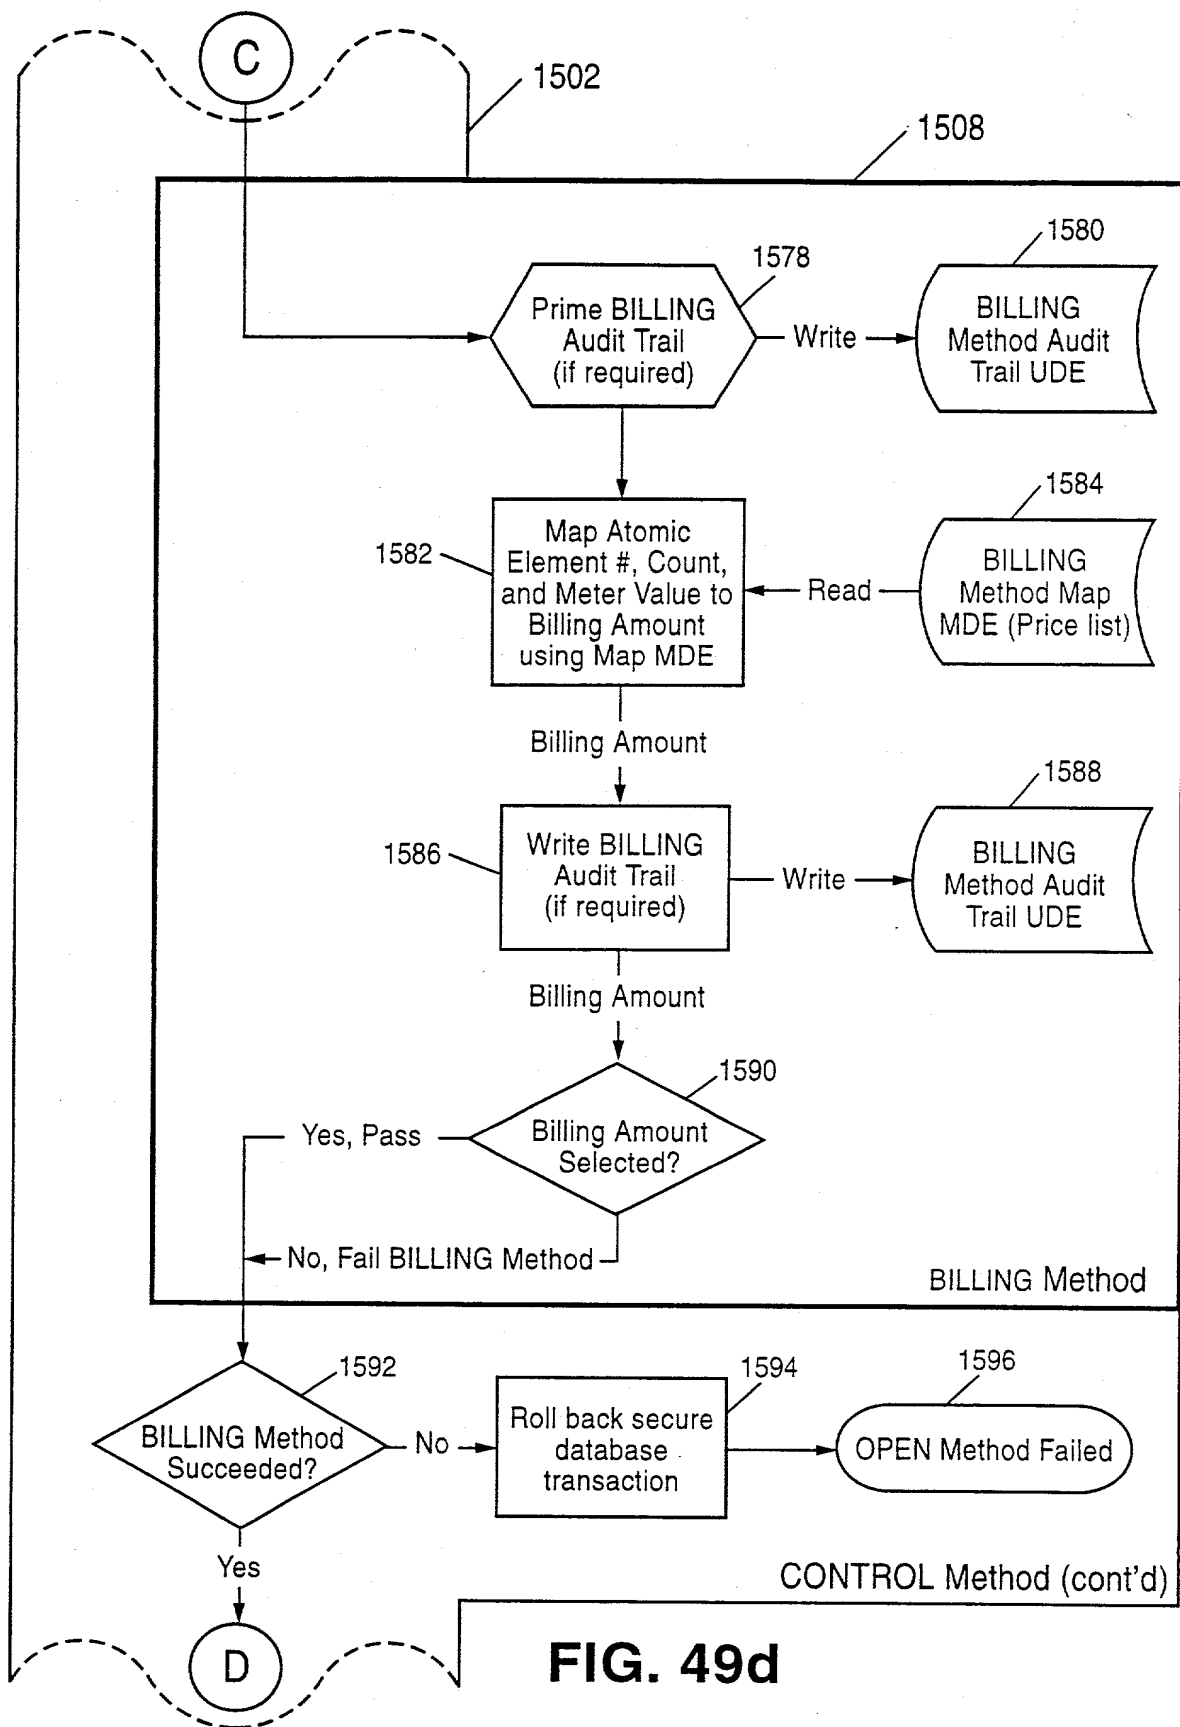 C
1502
1508
1578
1580
Prime BILLING
Audit Trail
(if required)
Write
BILLING
Method Audit
Trail UDE
1582
Map Atomic
Element #, Count,
and Meter Value to
Billing Amount
using Map MDE
Read
1584
BILLING
Method Map
MDE (Price list)
Billing Amount
1586
Write BILLING
Audit Trail
(if required)
Write
1588
BILLING
Method Audit
Trail UDE
Billing Amount
1590
Billing Amount
Selected?
Yes, Pass
No, Fail BILLING Method
BILLING Method
1592
BILLING Method
Succeeded?
No
1594
Roll back secure
database
transaction
1596
OPEN Method Failed
Yes
CONTROL Method (cont'd)
D
FIG. 49d